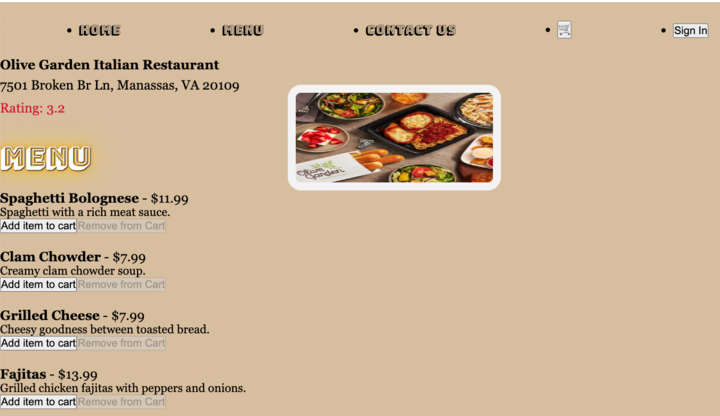 HOME
MENU
CONTACT US
Sign In
Olive Garden Italian Restaurant
7501 Broken Br Ln, Manassas, VA 20109
Rating: 3.2
Olive Garden
MENU
Spaghetti Bolognese - $11.99
Spaghetti with a rich meat sauce.
Add item to cart Remove from Cart
Clam Chowder - $7.99
Creamy clam chowder soup.
Add item to cart Remove from Cart
Grilled Cheese - $7.99
Cheesy goodness between toasted bread.
Add item to cart Remove from Cart
Fajitas - $13.99
Grilled chicken fajitas with peppers and onions.
Add item to cart Remove from Cart